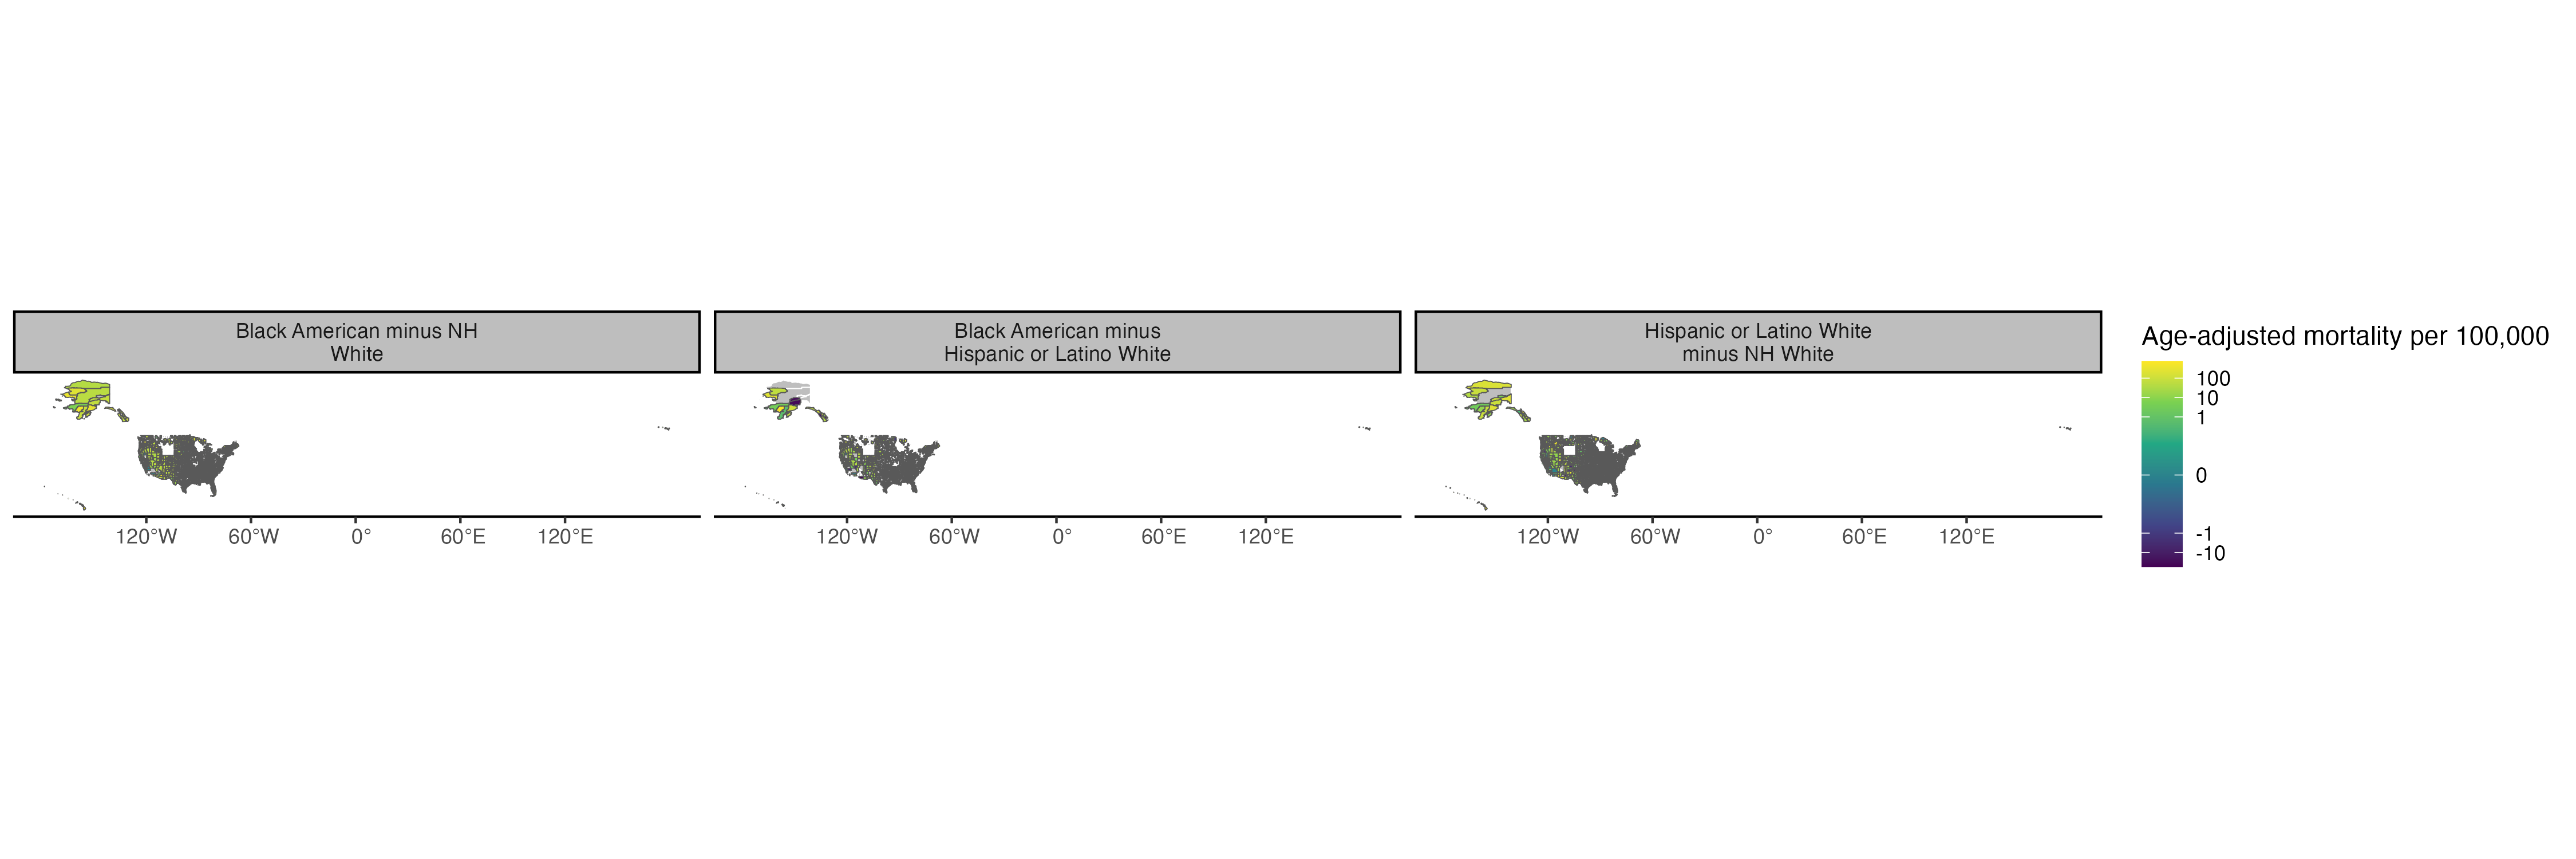 Black American minus NH
White
Black American minus
Hispanic or Latino White
Hispanic or Latino White
minus NH White
Age-adjusted mortality per 100,000
100
10
1
0
-1
-10
120°W 60°W 0° 60°E 120°E
120°W 60°W 0° 60°E 120°E
120°W 60°W 0° 60°E 120°E